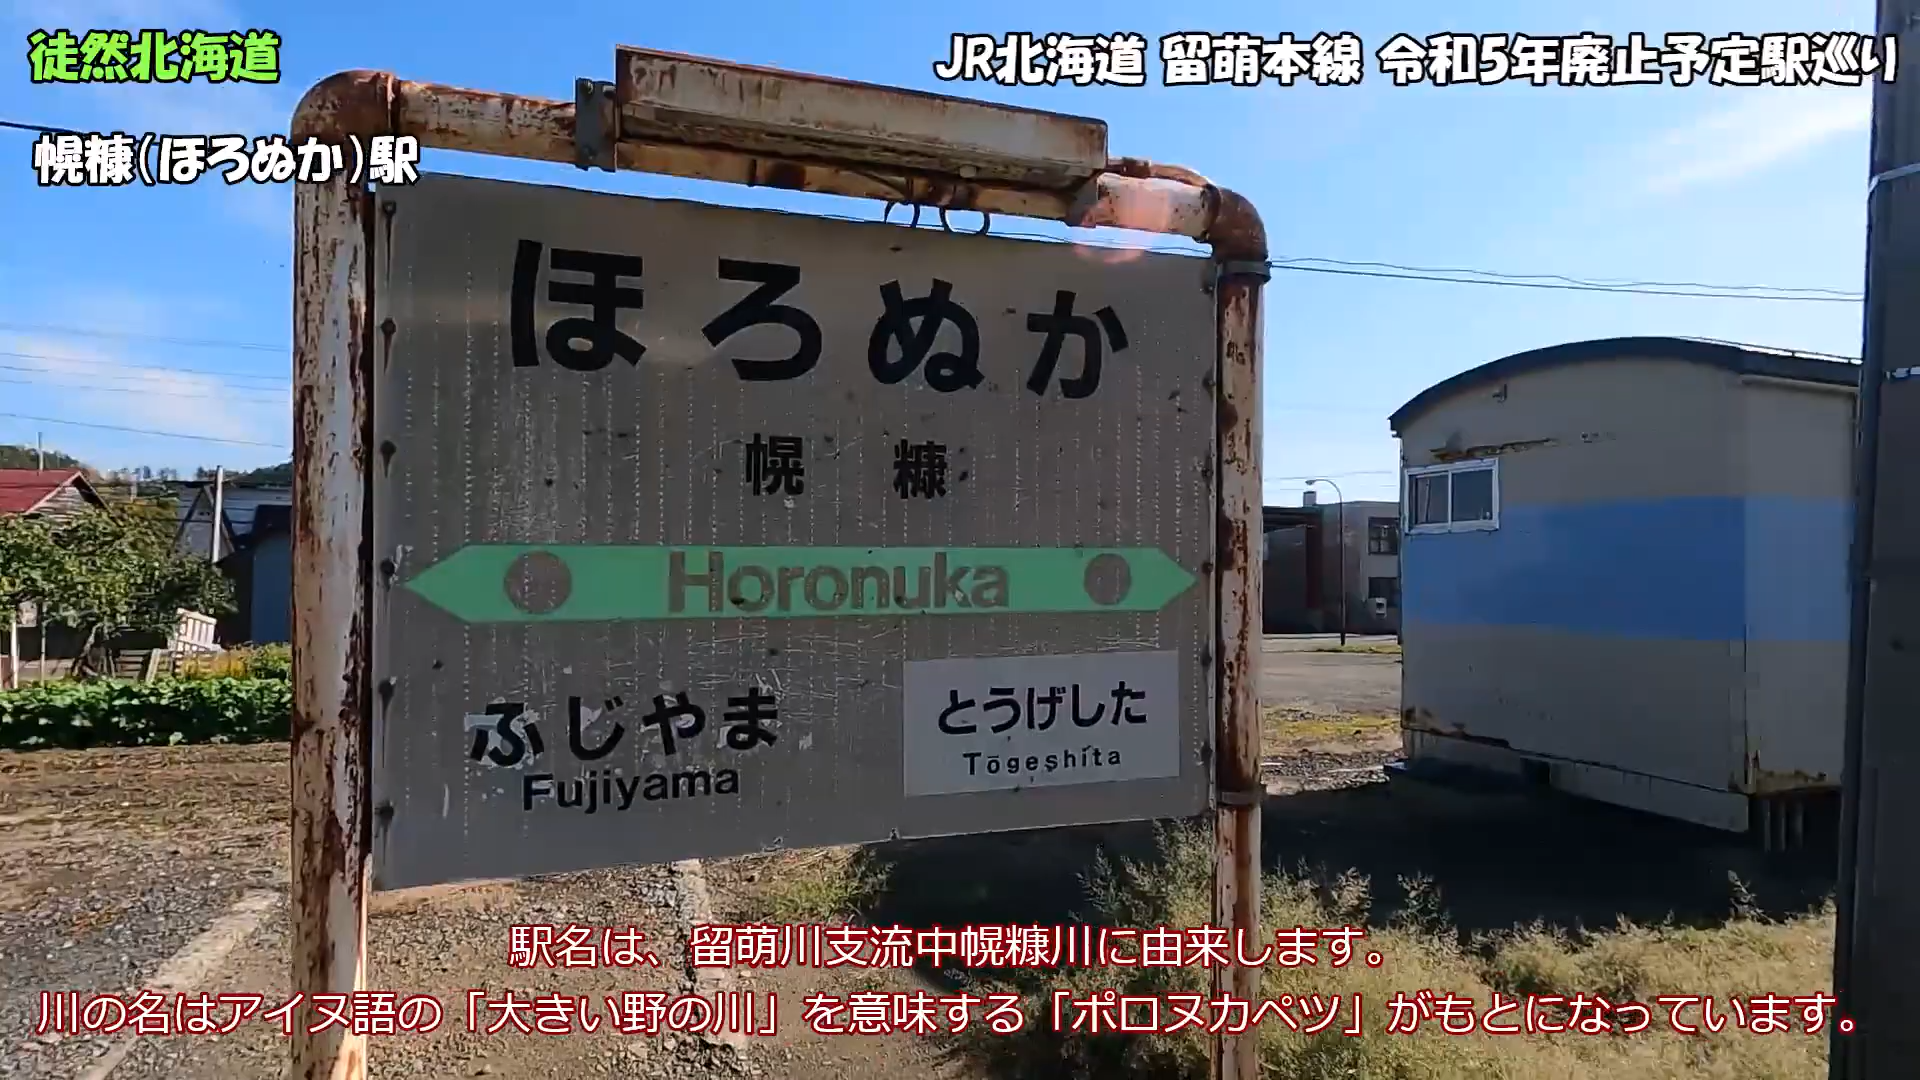 徒然北海道
JR北海道 留萌本線 令和5年廃止予定駅巡り
幌糠(ほろぬか)駅
ほろぬか
幌 糠
Horonuka
ふじやま
Fujiyama
とうげした
Tōgeshita
駅名は、留萌川支流中幌糠川に由来します。
川の名はアイヌ語の「大きい野の川」を意味する「ポロヌカペツ」がもとになっています。